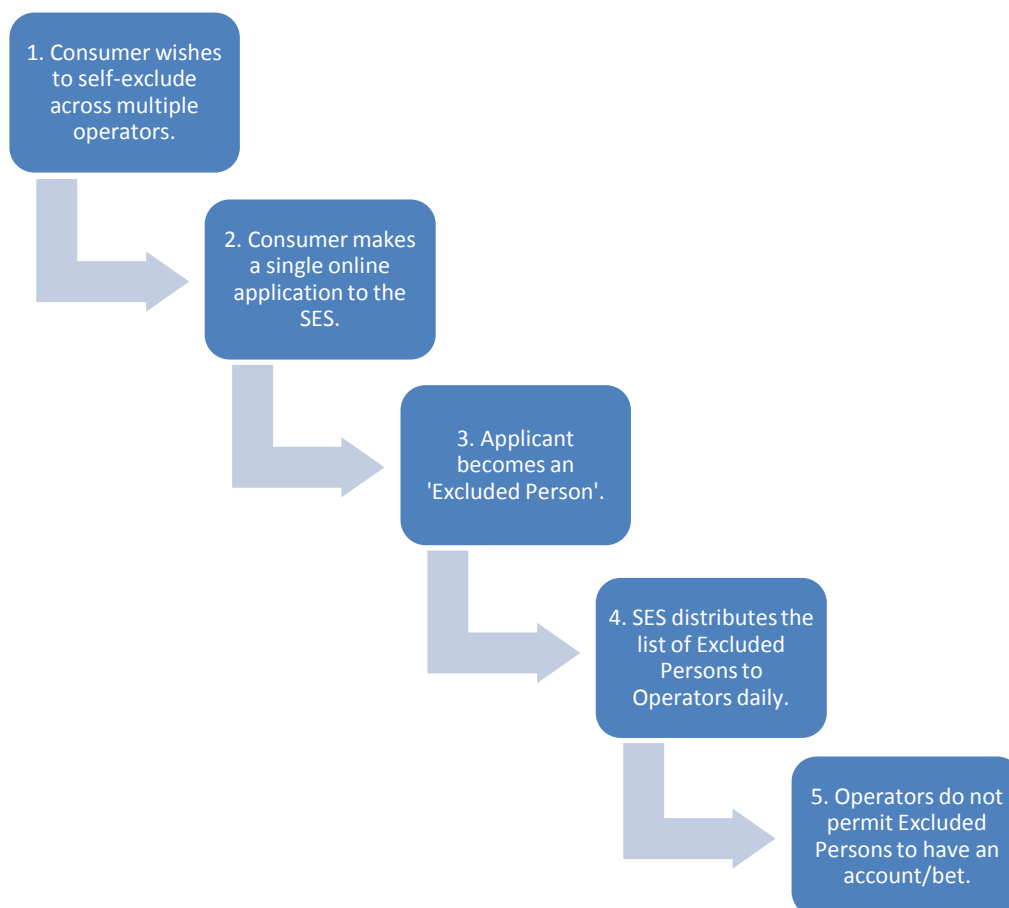 1. Consumer wishes
to self-exclude
across multiple
operators.
2. Consumer makes
a single online
application to the
SES.
3. Applicant
becomes an
'Excluded Person'.
4. SES distributes the
list of Excluded
Persons to
Operators daily.
5. Operators do not
permit Excluded
Persons to have an
account/bet.